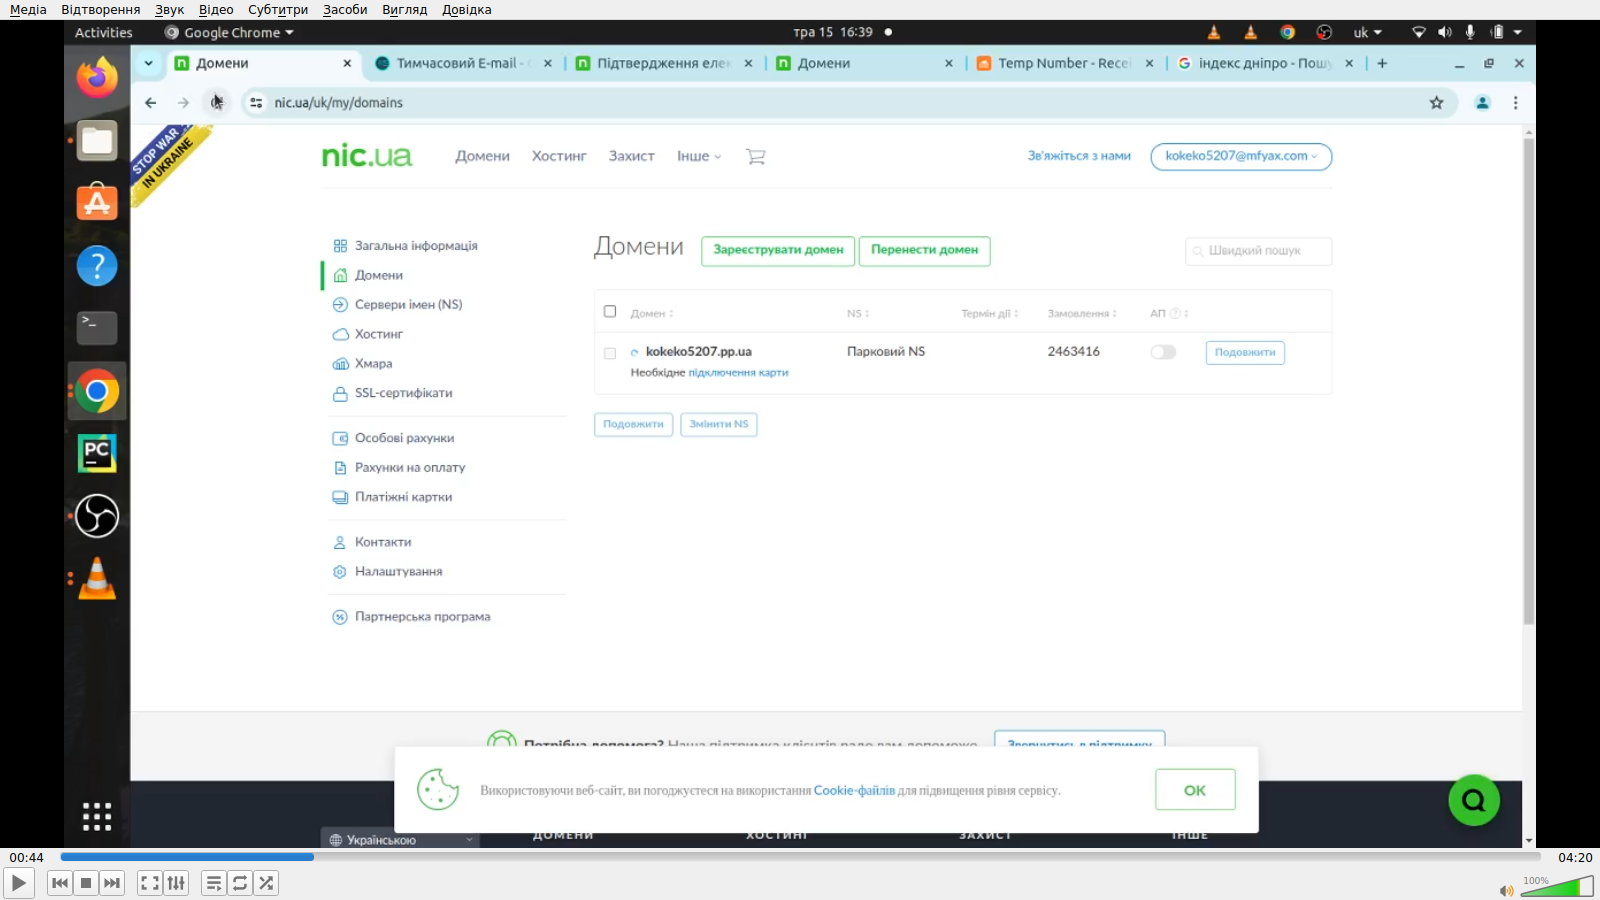 Медіа Відтворення Звук Відео Субтитри Засоби Вигляд Довідка
Activities Google Chrome тра 15 16:39 uk
Домени Тимчасовий E-mail - Підтвердження еле Домени Temp Number - Recei індекс дніпро - Пошу
nic.ua/uk/my/domains
STOP WAR
IN UKRAINE
nic.ua Домени Хостинг Захист Інше Зв'яжіться з нами kokeko5207@mfyax.com
Загальна інформація
Домени
Сервери імен (NS)
Хостинг
Хмара
SSL-сертифікати
Особові рахунки
Рахунки на оплату
Платіжні картки
Контакти
Налаштування
Партнерська програма
Домени Зареєструвати домен Перенести домен Швидкий пошук
Домен NS Термін дії Замовлення АП
kokeko5207.pp.ua Парковий NS 2463416 Подовжити
Необхідне підключення карти
Подовжити Змінити NS
Потрібна допомога? Наша підтримка клієнтів радо вам допоможе Звернутись в підтримку
Використовуючи веб-сайт, ви погоджуєтеся на використання Cookie-файлів для підвищення рівня сервісу. OK
Українською ДОМЕНИ ХОСТИНГ ЗАХИСТ ІНШЕ
PC
00:44 04:20
100%